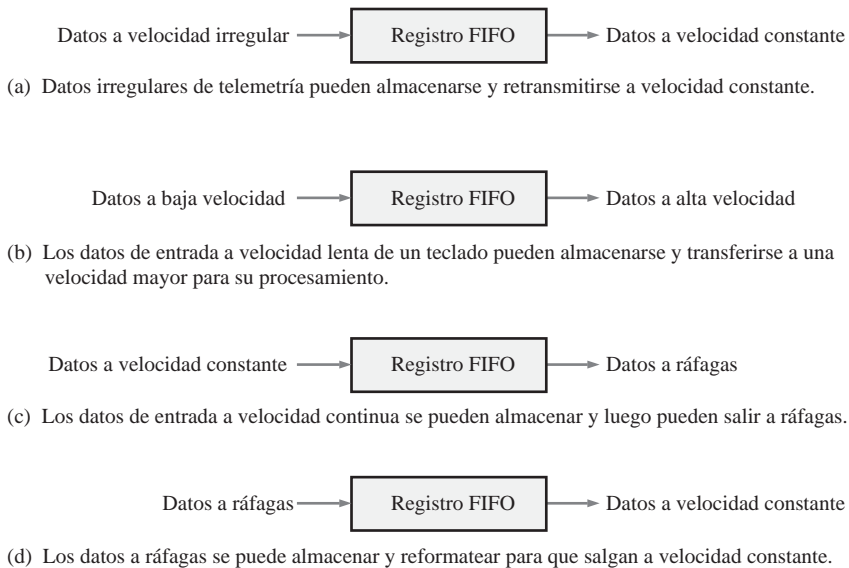 Datos a velocidad irregular Registro FIFO Datos a velocidad constante
(a) Datos irregulares de telemetría pueden almacenarse y retransmitirse a velocidad constante.
Datos a baja velocidad Registro FIFO Datos a alta velocidad
(b) Los datos de entrada a velocidad lenta de un teclado pueden almacenarse y transferirse a una
velocidad mayor para su procesamiento.
Datos a velocidad constante Registro FIFO Datos a ráfagas
(c) Los datos de entrada a velocidad continua se pueden almacenar y luego pueden salir a ráfagas.
Datos a ráfagas Registro FIFO Datos a velocidad constante
(d) Los datos a ráfagas se puede almacenar y reformatear para que salgan a velocidad constante.